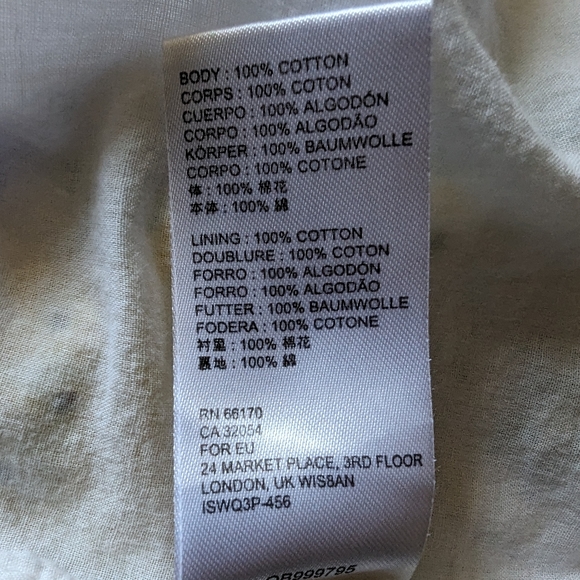 BODY : 100% COTTON
CORPS : 100% COTON
CUERPO : 100% ALGODÓN
CORPO : 100% ALGODÃO
KÖRPER : 100% BAUMWOLLE
CORPO : 100% COTONE
体 : 100% 棉花
本体 : 100% 綿
LINING : 100% COTTON
DOUBLURE : 100% COTON
FORRO : 100% ALGODÓN
FORRO : 100% ALGODÃO
FUTTER : 100% BAUMWOLLE
FODERA : 100% COTONE
衬里 : 100% 棉花
裏地 : 100% 綿
RN 66170
CA 32054
FOR EU
24 MARKET PLACE, 3RD FLOOR
LONDON, UK WIS8AN
ISWQ3P-456
OB999795